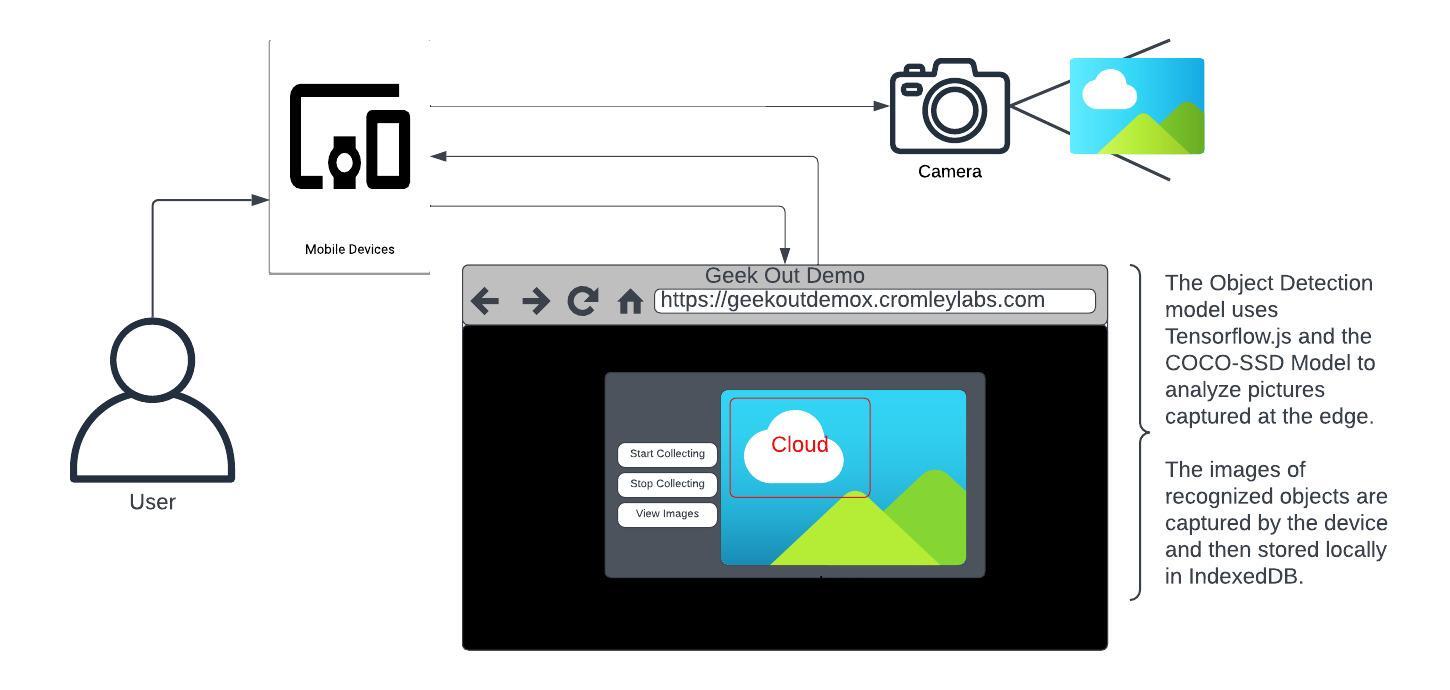 Camera
Mobile Devices
User
Geek Out Demo
https://geekoutdemox.cromleylabs.com
Start Collecting
Stop Collecting
View Images
Cloud
The Object Detection
model uses
Tensorflow.js and the
COCO-SSD Model to
analyze pictures
captured at the edge.
The images of
recognized objects are
captured by the device
and then stored locally
in IndexedDB.